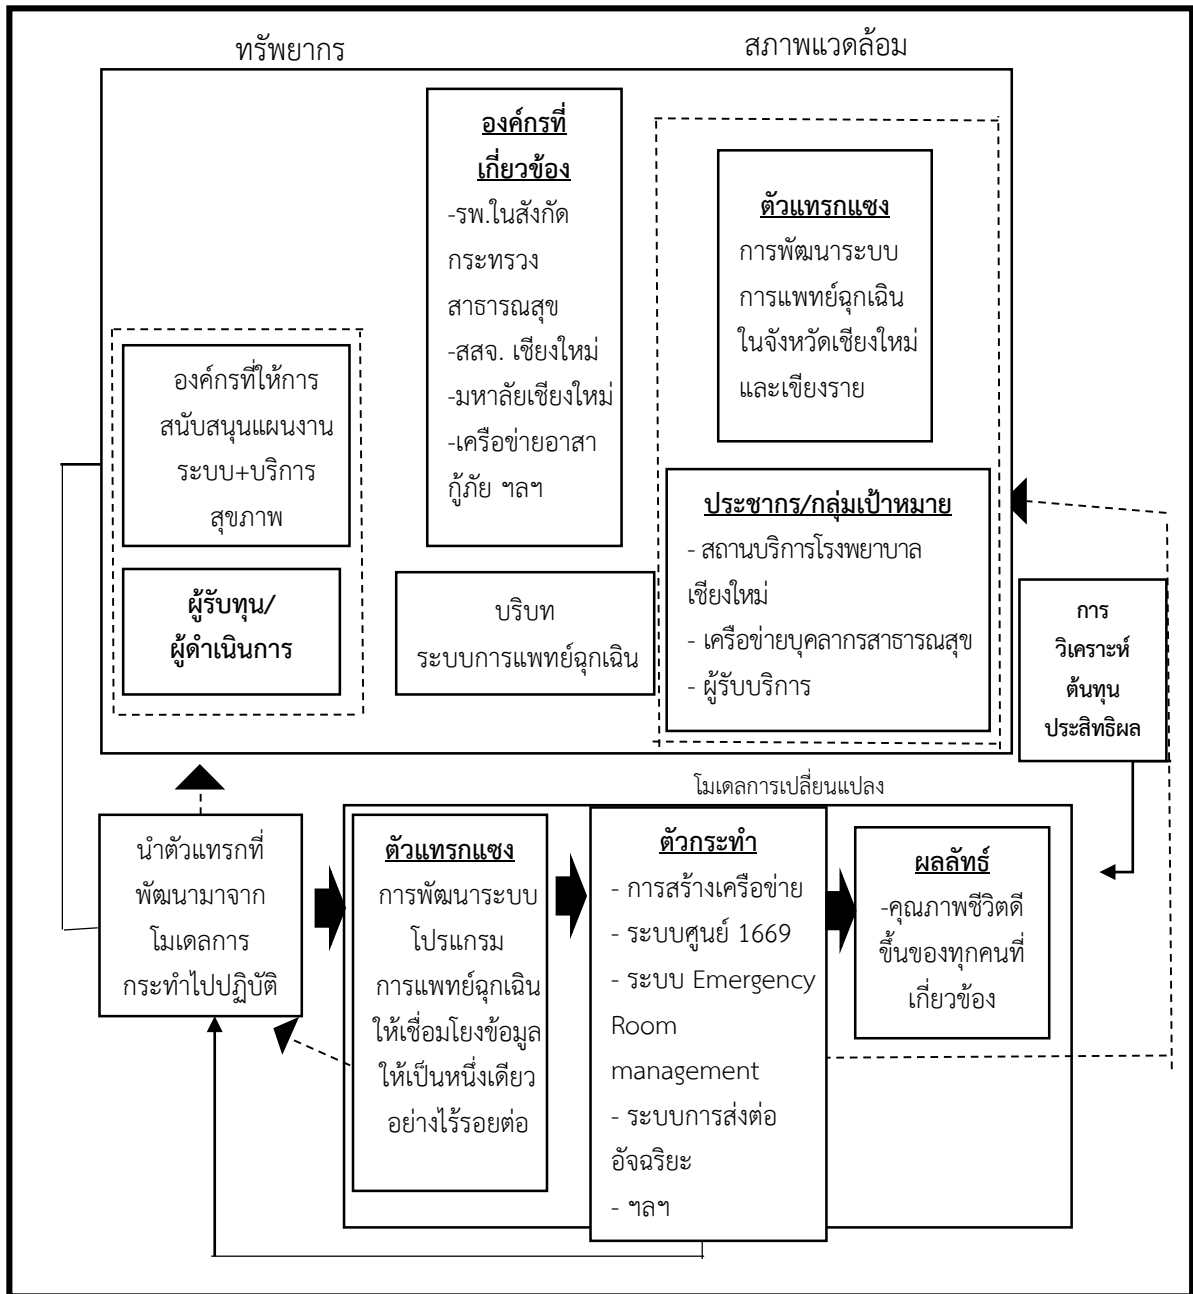 ทรัพยากร
สภาพแวดล้อม
องค์กรที่
เกี่ยวข้อง
-รพ.ในสังกัด
กระทรวง
สาธารณสุข
-สสจ. เชียงใหม่
-มหาลัยเชียงใหม่
-เครือข่ายอาสา
กู้ภัย ฯลฯ
ตัวแทรกแซง
การพัฒนาระบบ
การแพทย์ฉุกเฉิน
ในจังหวัดเชียงใหม่
และเขียงราย
องค์กรที่ให้การ
สนับสนุนแผนงาน
ระบบ+บริการ
สุขภาพ
ประชากร/กลุ่มเป้าหมาย
- สถานบริการโรงพยาบาล
เชียงใหม่
- เครือข่ายบุคลากรสาธารณสุข
- ผู้รับบริการ
ผู้รับทุน/
ผู้ดำเนินการ
บริบท
ระบบการแพทย์ฉุกเฉิน
การ
วิเคราะห์
ต้นทุน
ประสิทธิผล
โมเดลการเปลี่ยนแปลง
นำตัวแทรกที่
พัฒนามาจาก
โมเดลการ
กระทำไปปฏิบัติ
ตัวแทรกแซง
การพัฒนาระบบ
โปรแกรม
การแพทย์ฉุกเฉิน
ให้เชื่อมโยงข้อมูล
ให้เป็นหนึ่งเดียว
อย่างไร้รอยต่อ
ตัวกระทำ
- การสร้างเครือข่าย
- ระบบศูนย์ 1669
- ระบบ Emergency
Room
management
- ระบบการส่งต่อ
อัจฉริยะ
- ฯลฯ
ผลลัทธ์
-คุณภาพชีวิตดี
ขึ้นของทุกคนที่
เกี่ยวข้อง